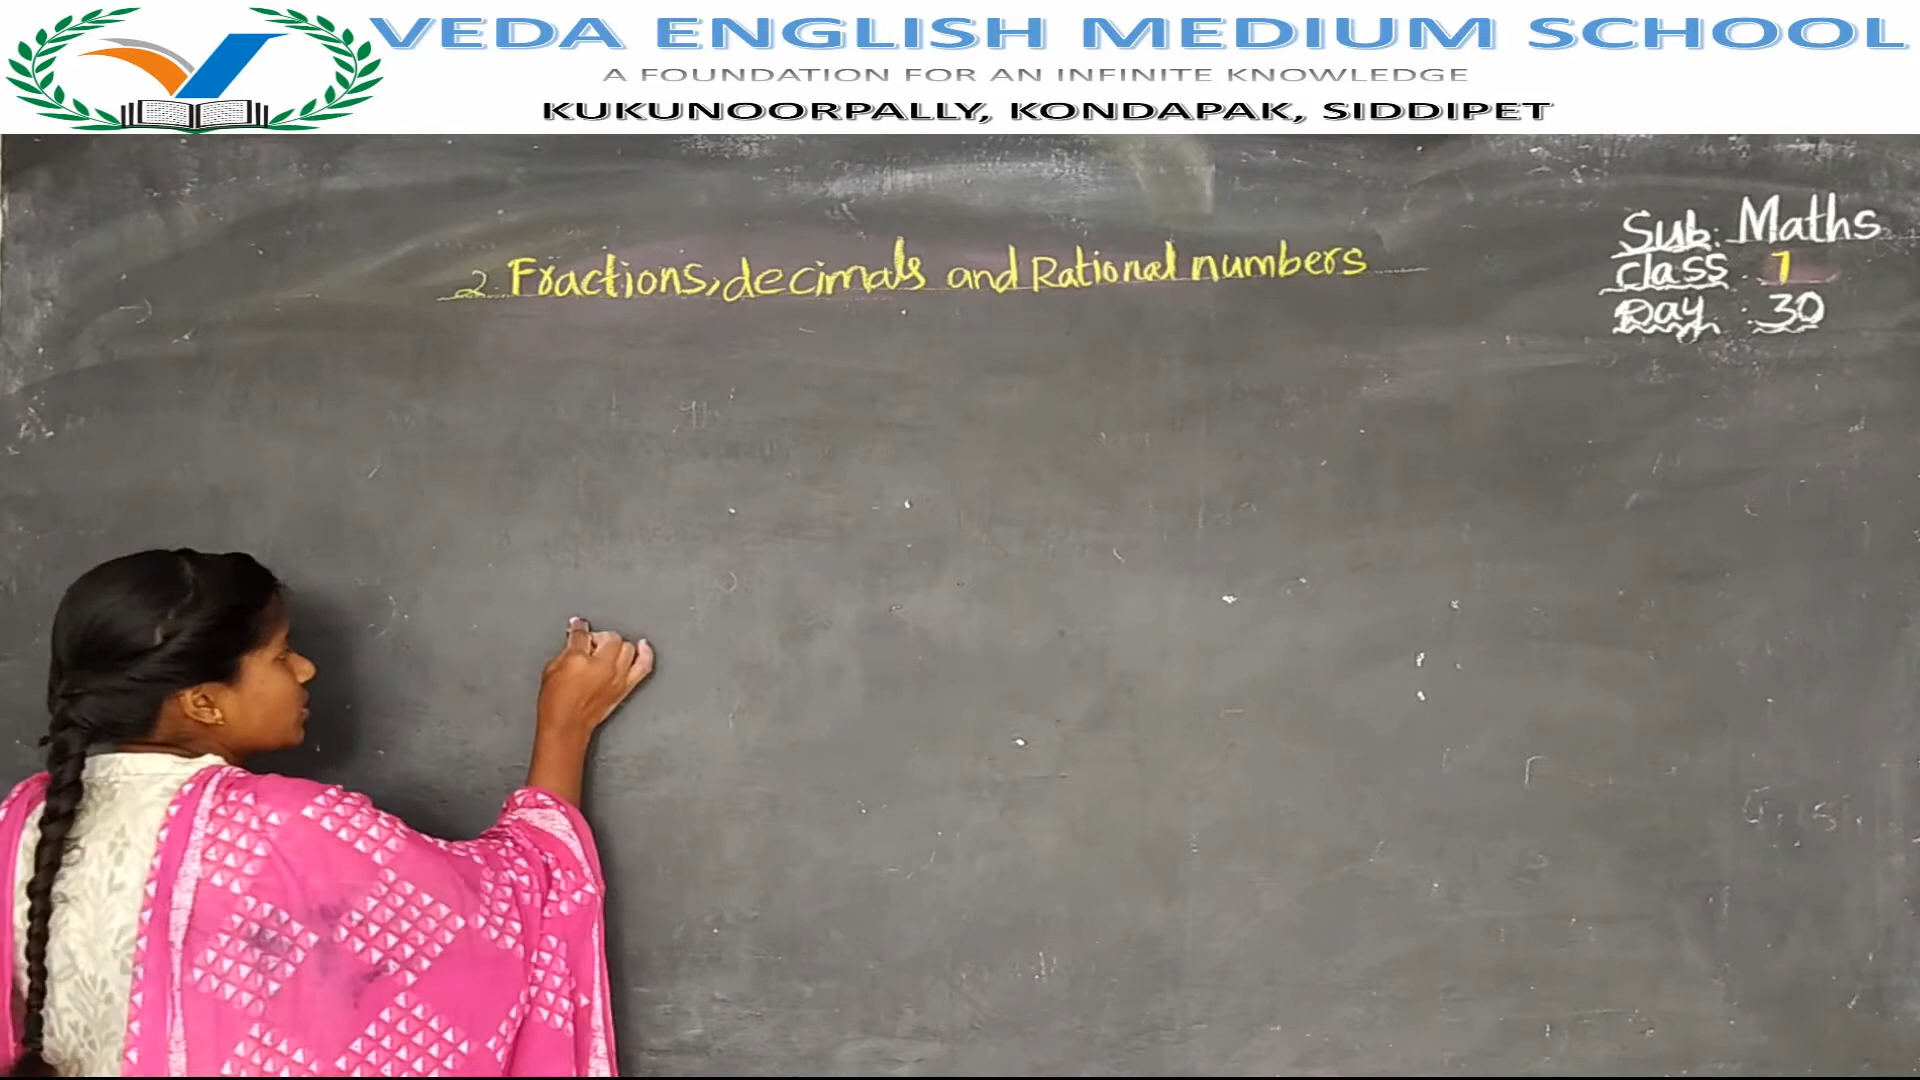 VEDA ENGLISH MEDIUM SCHOOL
A FOUNDATION FOR AN INFINITE KNOWLEDGE
KUKUNOORPALLY, KONDAPAK, SIDDIPET
2. Fractions, decimals and Rational numbers
Sub: Maths
Class : 7
Day : 30